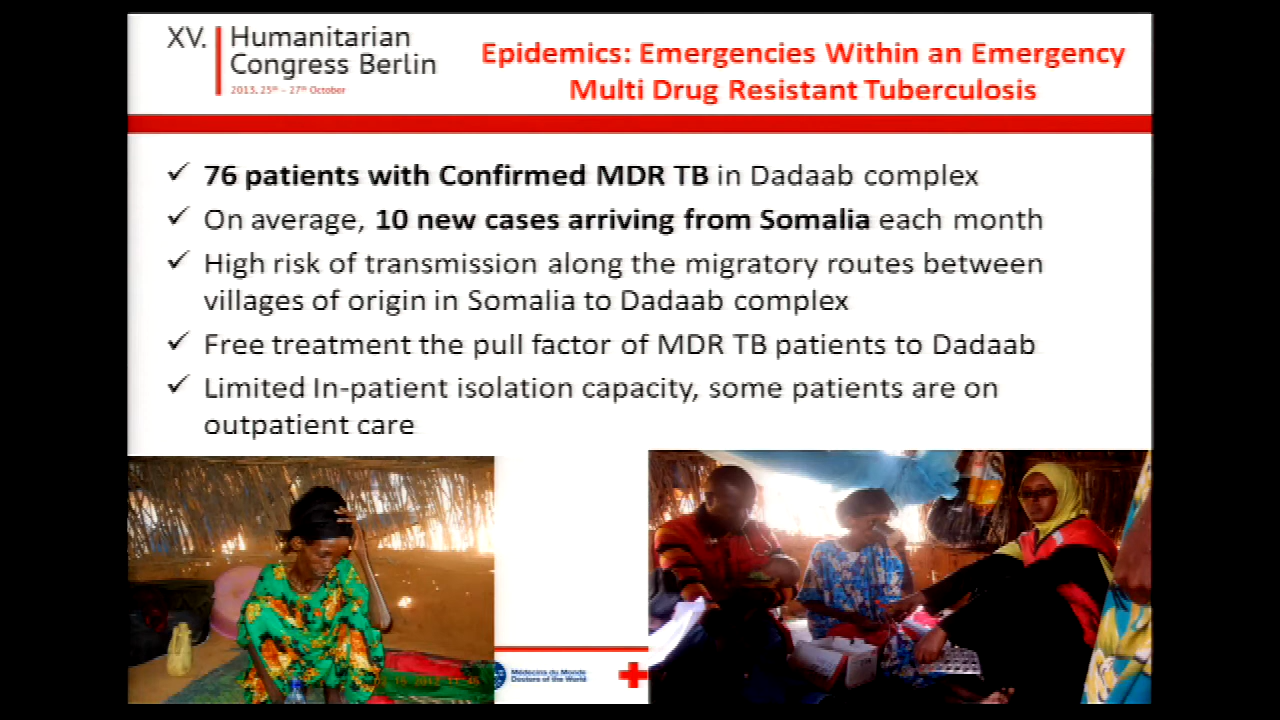 XV.
Humanitarian
Congress Berlin
2013, 25th – 27th October
Epidemics: Emergencies Within an Emergency
Multi Drug Resistant Tuberculosis
✓ 76 patients with Confirmed MDR TB in Dadaab complex
✓ On average, 10 new cases arriving from Somalia each month
✓ High risk of transmission along the migratory routes between
villages of origin in Somalia to Dadaab complex
✓ Free treatment the pull factor of MDR TB patients to Dadaab
✓ Limited In-patient isolation capacity, some patients are on
outpatient care
Médecins du Monde
Doctors of the World